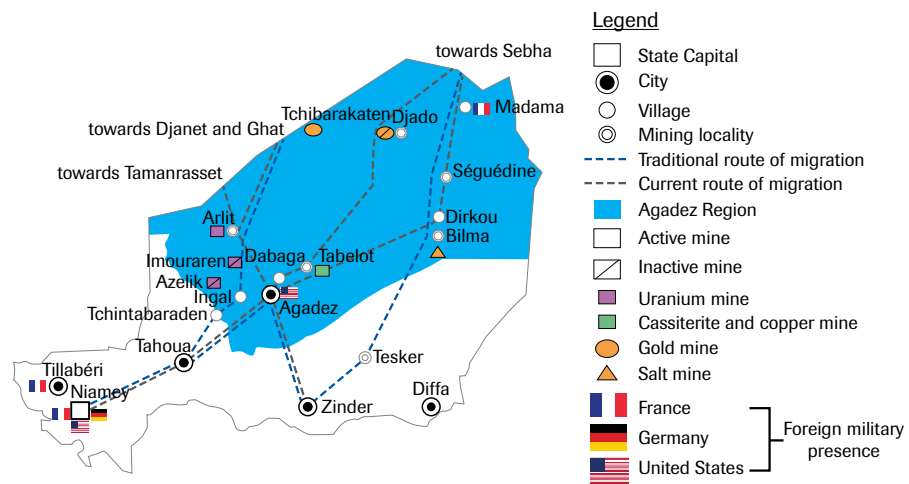 towards Sebha
Madama
Tchibarakaten
Djado
towards Djanet and Ghat
towards Tamanrasset
Séguédine
Arlit
Dirkou
Bilma
Imouraren
Dabaga
Tabelot
Azelik
Ingal
Agadez
Tchintabaraden
Tahoua
Tesker
Tillabéri
Niamey
Zinder
Diffa
Legend
State Capital
City
Village
Mining locality
Traditional route of migration
Current route of migration
Agadez Region
Active mine
Inactive mine
Uranium mine
Cassiterite and copper mine
Gold mine
Salt mine
France
Germany
United States
Foreign military
presence